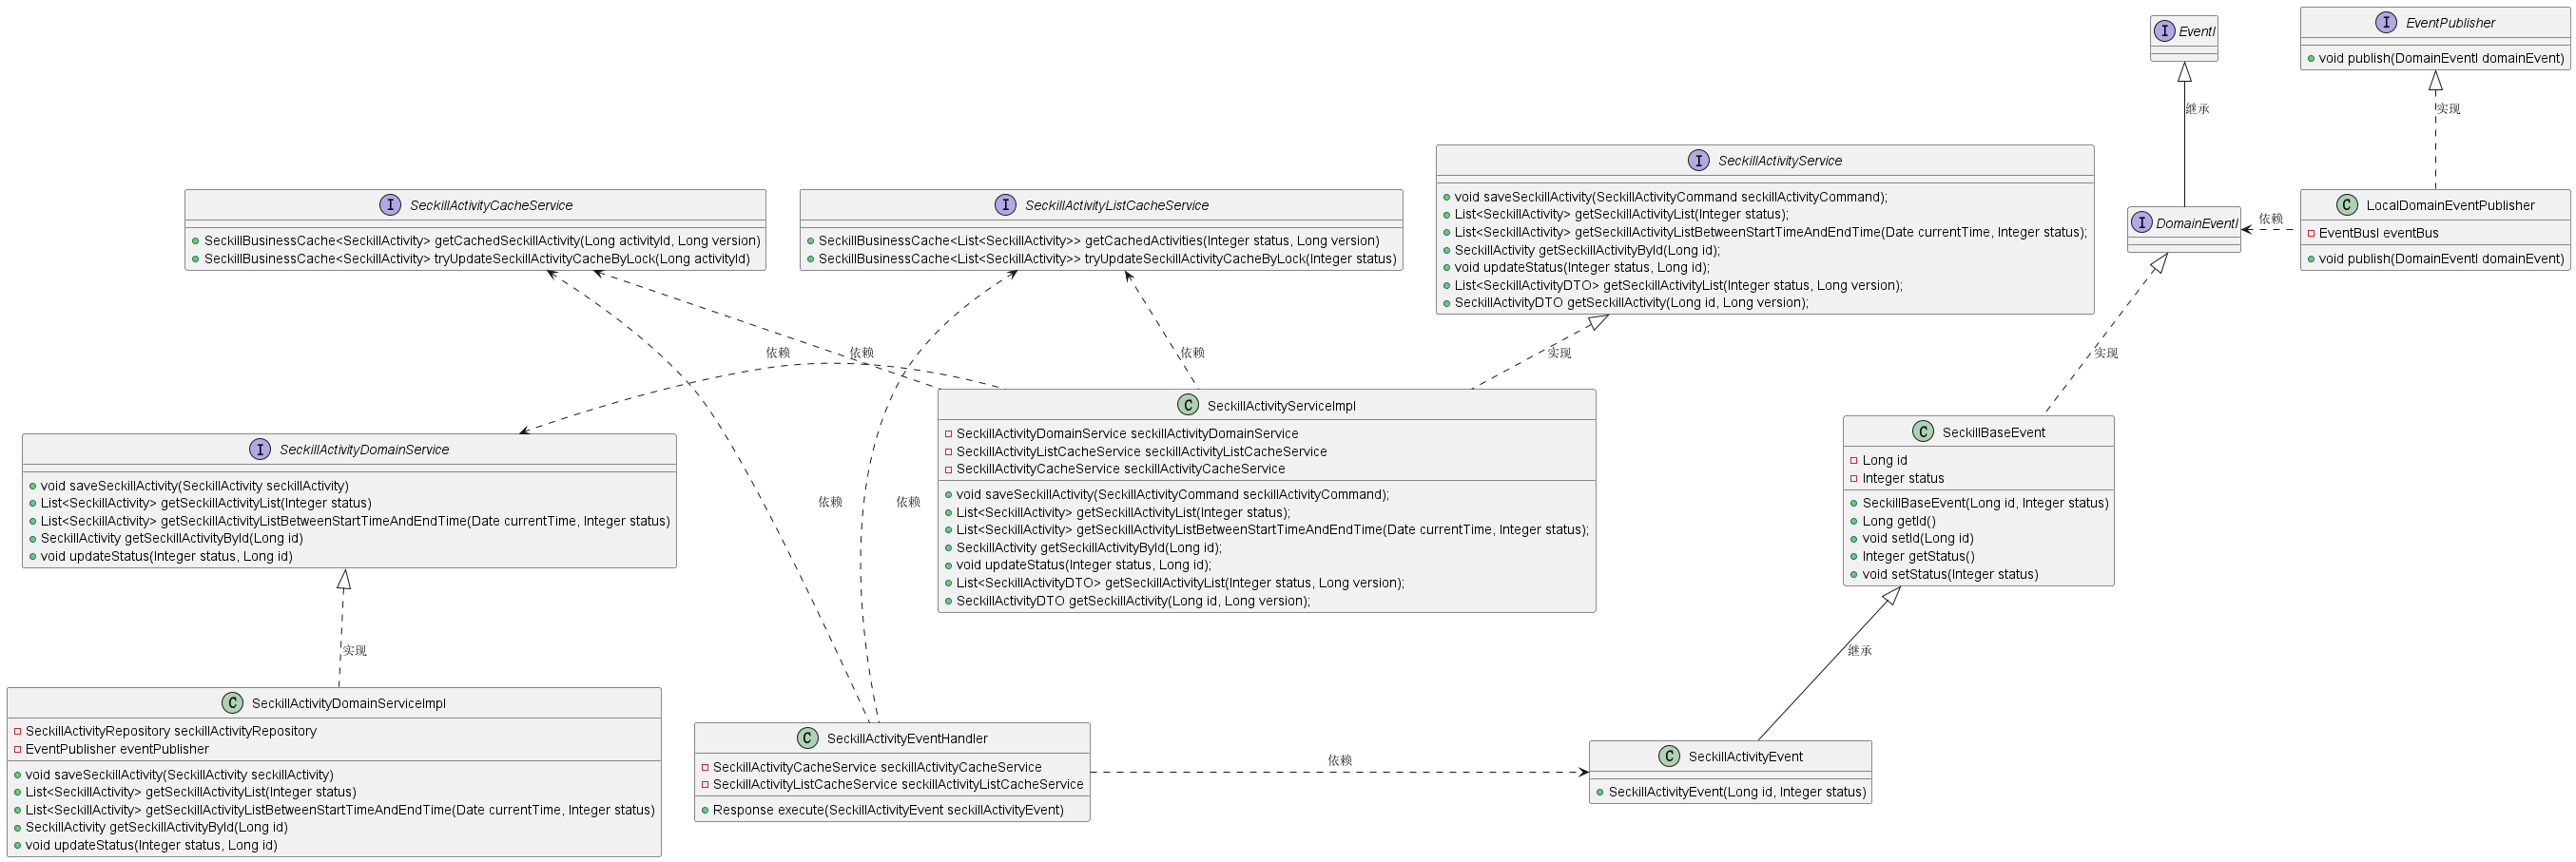 EventI
EventPublisher
+void publish(DomainEventI domainEvent)
继承
实现
SeckillActivityService
+void saveSeckillActivity(SeckillActivityCommand seckillActivityCommand);
List<SeckillActivity> getSeckillActivityList(Integer status);
List<SeckillActivity> getSeckillActivityListBetweenStartTimeAndEndTime(Date currentTime, Integer status);
SeckillActivity getSeckillActivityById(Long id);
void updateStatus(Integer status, Long id);
List<SeckillActivityDTO> getSeckillActivityList(Integer status, Long version);
SeckillActivityDTO getSeckillActivity(Long id, Long version);
SeckillActivityCacheService
SeckillBusinessCache<SeckillActivity> getCachedSeckillActivity(Long activityId, Long version)
SeckillBusinessCache<SeckillActivity> tryUpdateSeckillActivityCacheByLock(Long activityId)
SeckillActivityListCacheService
SeckillBusinessCache<List<SeckillActivity>> getCachedActivities(Integer status, Long version)
SeckillBusinessCache<List<SeckillActivity>> tryUpdateSeckillActivityCacheByLock(Integer status)
DomainEventI
依赖
LocalDomainEventPublisher
EventBusI eventBus
void publish(DomainEventI domainEvent)
依赖
依赖
依赖
实现
实现
SeckillActivityDomainService
void saveSeckillActivity(SeckillActivity seckillActivity)
List<SeckillActivity> getSeckillActivityList(Integer status)
List<SeckillActivity> getSeckillActivityListBetweenStartTimeAndEndTime(Date currentTime, Integer status)
SeckillActivity getSeckillActivityById(Long id)
void updateStatus(Integer status, Long id)
依赖
依赖
SeckillActivityServiceImpl
SeckillActivityDomainService seckillActivityDomainService
SeckillActivityListCacheService seckillActivityListCacheService
SeckillActivityCacheService seckillActivityCacheService
void saveSeckillActivity(SeckillActivityCommand seckillActivityCommand);
List<SeckillActivity> getSeckillActivityList(Integer status);
List<SeckillActivity> getSeckillActivityListBetweenStartTimeAndEndTime(Date currentTime, Integer status);
SeckillActivity getSeckillActivityById(Long id);
void updateStatus(Integer status, Long id);
List<SeckillActivityDTO> getSeckillActivityList(Integer status, Long version);
SeckillActivityDTO getSeckillActivity(Long id, Long version);
SeckillBaseEvent
Long id
Integer status
SeckillBaseEvent(Long id, Integer status)
Long getId()
void setId(Long id)
Integer getStatus()
void setStatus(Integer status)
实现
继承
SeckillActivityDomainServiceImpl
SeckillActivityRepository seckillActivityRepository
EventPublisher eventPublisher
void saveSeckillActivity(SeckillActivity seckillActivity)
List<SeckillActivity> getSeckillActivityList(Integer status)
List<SeckillActivity> getSeckillActivityListBetweenStartTimeAndEndTime(Date currentTime, Integer status)
SeckillActivity getSeckillActivityById(Long id)
void updateStatus(Integer status, Long id)
SeckillActivityEventHandler
SeckillActivityCacheService seckillActivityCacheService
SeckillActivityListCacheService seckillActivityListCacheService
Response execute(SeckillActivityEvent seckillActivityEvent)
依赖
SeckillActivityEvent
SeckillActivityEvent(Long id, Integer status)